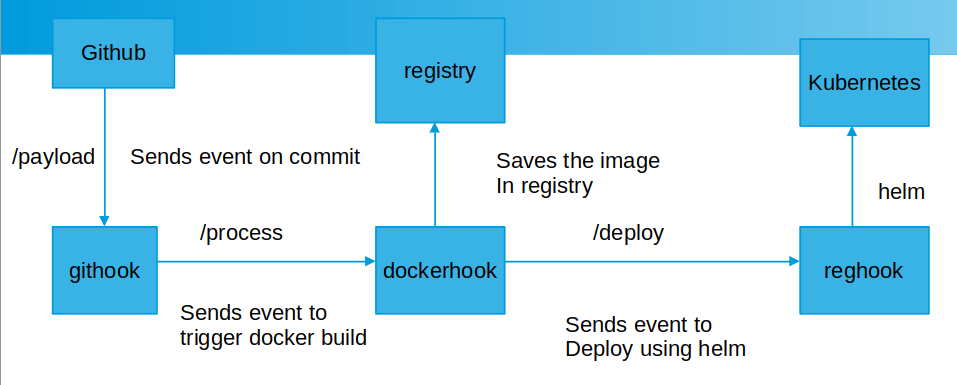 Github
registry
Kubernetes
/payload
Sends event on commit
Saves the image
In registry
helm
/process
/deploy
githook
dockerhook
reghook
Sends event to
trigger docker build
Sends event to
Deploy using helm